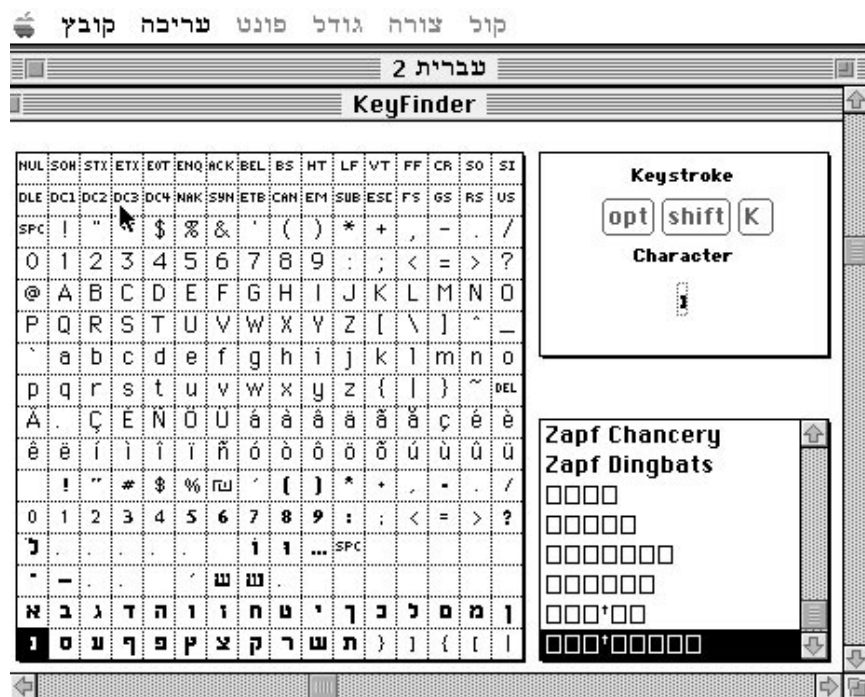 קובץ עריכה פונט גודל צורה קול
עברית 2
KeyFinder
NUL SOH STX ETX EOT ENQ ACK BEL BS HT LF VT FF CR SO SI
DLE DC1 DC2 DC3 DC4 NAK SYN ETB CAN EM SUB ESC FS GS RS US
SPC ! " $ % & ' ( ) * + , - . /
0 1 2 3 4 5 6 7 8 9 : ; < = > ?
@ A B C D E F G H I J K L M N O
P Q R S T U V W X Y Z [ \ ] ^ _
` a b c d e f g h i j k l m n o
p q r s t u v w x y z { | } ~ DEL
Ä . Ç É Ñ Ö Ü á à â ä ã å ç é è
ê ë í ì î ï ñ ó ò ô ö õ ú ù û ü
! " # $ % ₪ ' ( ) * + , - . /
0 1 2 3 4 5 6 7 8 9 : ; < = > ?
. . . . . וֹ וּ … SPC
- – . . ' ש ש .
א ב ג ד ה ו ז ח ט י ך כ ל ם מ ן
נ ס ע ף פ ץ צ ק ר ש ת } ] { [ |
Keystroke
opt shift K
Character
נ
Zapf Chancery
Zapf Dingbats